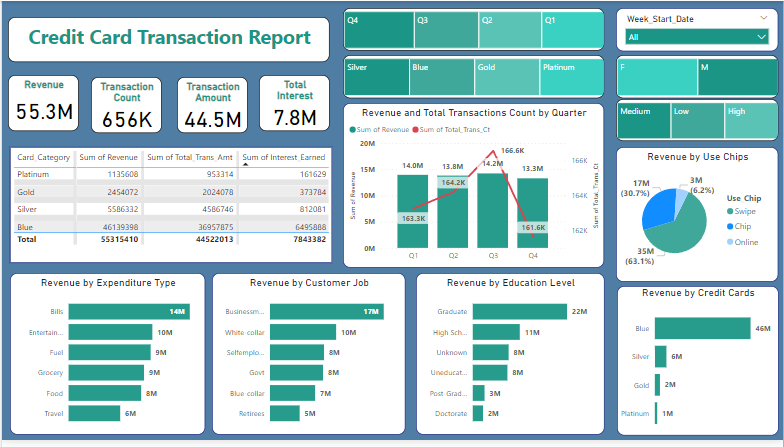 Credit Card Transaction Report
Q4 Q3 Q2 Q1
Silver Blue Gold Platinum
Week_Start_Date
All
F M
Medium Low High
Revenue
55.3M
Transaction
Count
656K
Transaction
Amount
44.5M
Total
Interest
7.8M
Card_Category Sum of Revenue Sum of Total_Trans_Amt Sum of Interest_Earned
Platinum 1135608 953314 161629
Gold 2454072 2024078 373784
Silver 5586332 4586746 812081
Blue 46139398 36957875 6495888
Total 55315410 44522013 7843382
Revenue and Total Transactions Count by Quarter
Sum of Revenue Sum of Total_Trans_Ct
Sum of Revenue
20M
15M
10M
5M
0M
14.0M 13.8M 14.2M 13.3M
163.3K 164.2K 166.6K 161.6K
Q1 Q2 Q3 Q4
166K
164K
162K
Sum of Total_Trans_Ct
Revenue by Use Chips
17M
(30.7%)
3M
(6.2%)
35M
(63.1%)
Use Chip
Swipe
Chip
Online
Revenue by Expenditure Type
Bills 14M
Entertain... 10M
Fuel 9M
Grocery 9M
Food 8M
Travel 6M
Revenue by Customer Job
Businessm... 17M
White-collar 10M
Selfemplo... 8M
Govt 8M
Blue-collar 7M
Retirees 5M
Revenue by Education Level
Graduate 22M
High Sch... 11M
Unknown 8M
Uneducat... 8M
Post-Grad... 3M
Doctorate 2M
Revenue by Credit Cards
Blue 46M
Silver 6M
Gold 2M
Platinum 1M